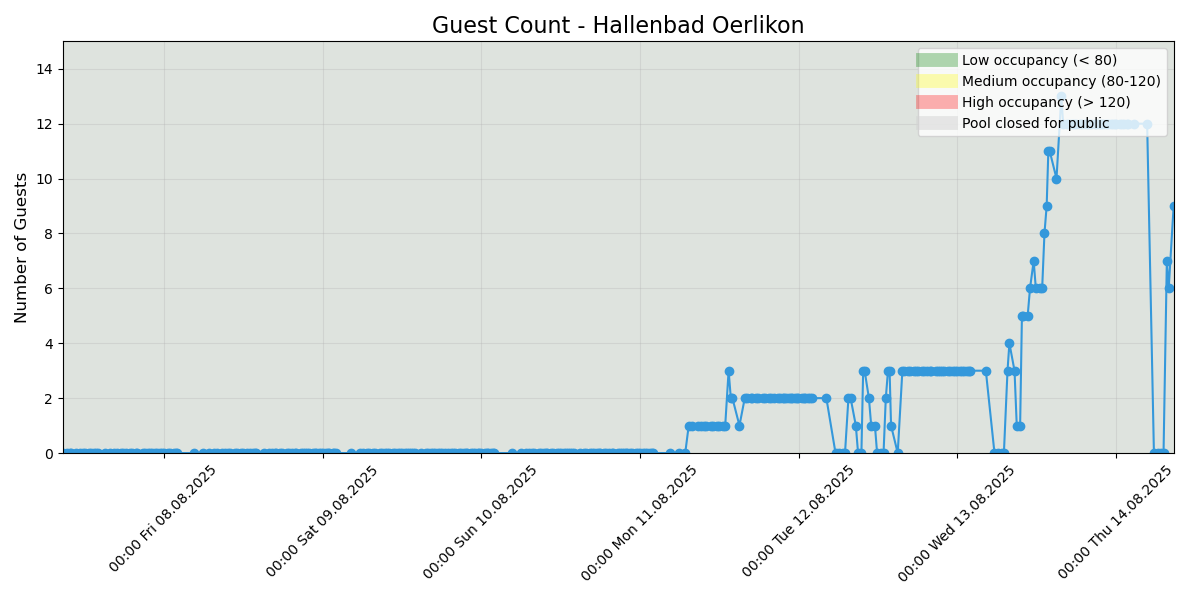 Guest Count - Hallenbad Oerlikon
Number of Guests
14
12
10
8
6
4
2
0
Low occupancy (< 80)
Medium occupancy (80-120)
High occupancy (> 120)
Pool closed for public
00:00 Fri 08.08.2025
00:00 Sat 09.08.2025
00:00 Sun 10.08.2025
00:00 Mon 11.08.2025
00:00 Tue 12.08.2025
00:00 Wed 13.08.2025
00:00 Thu 14.08.2025